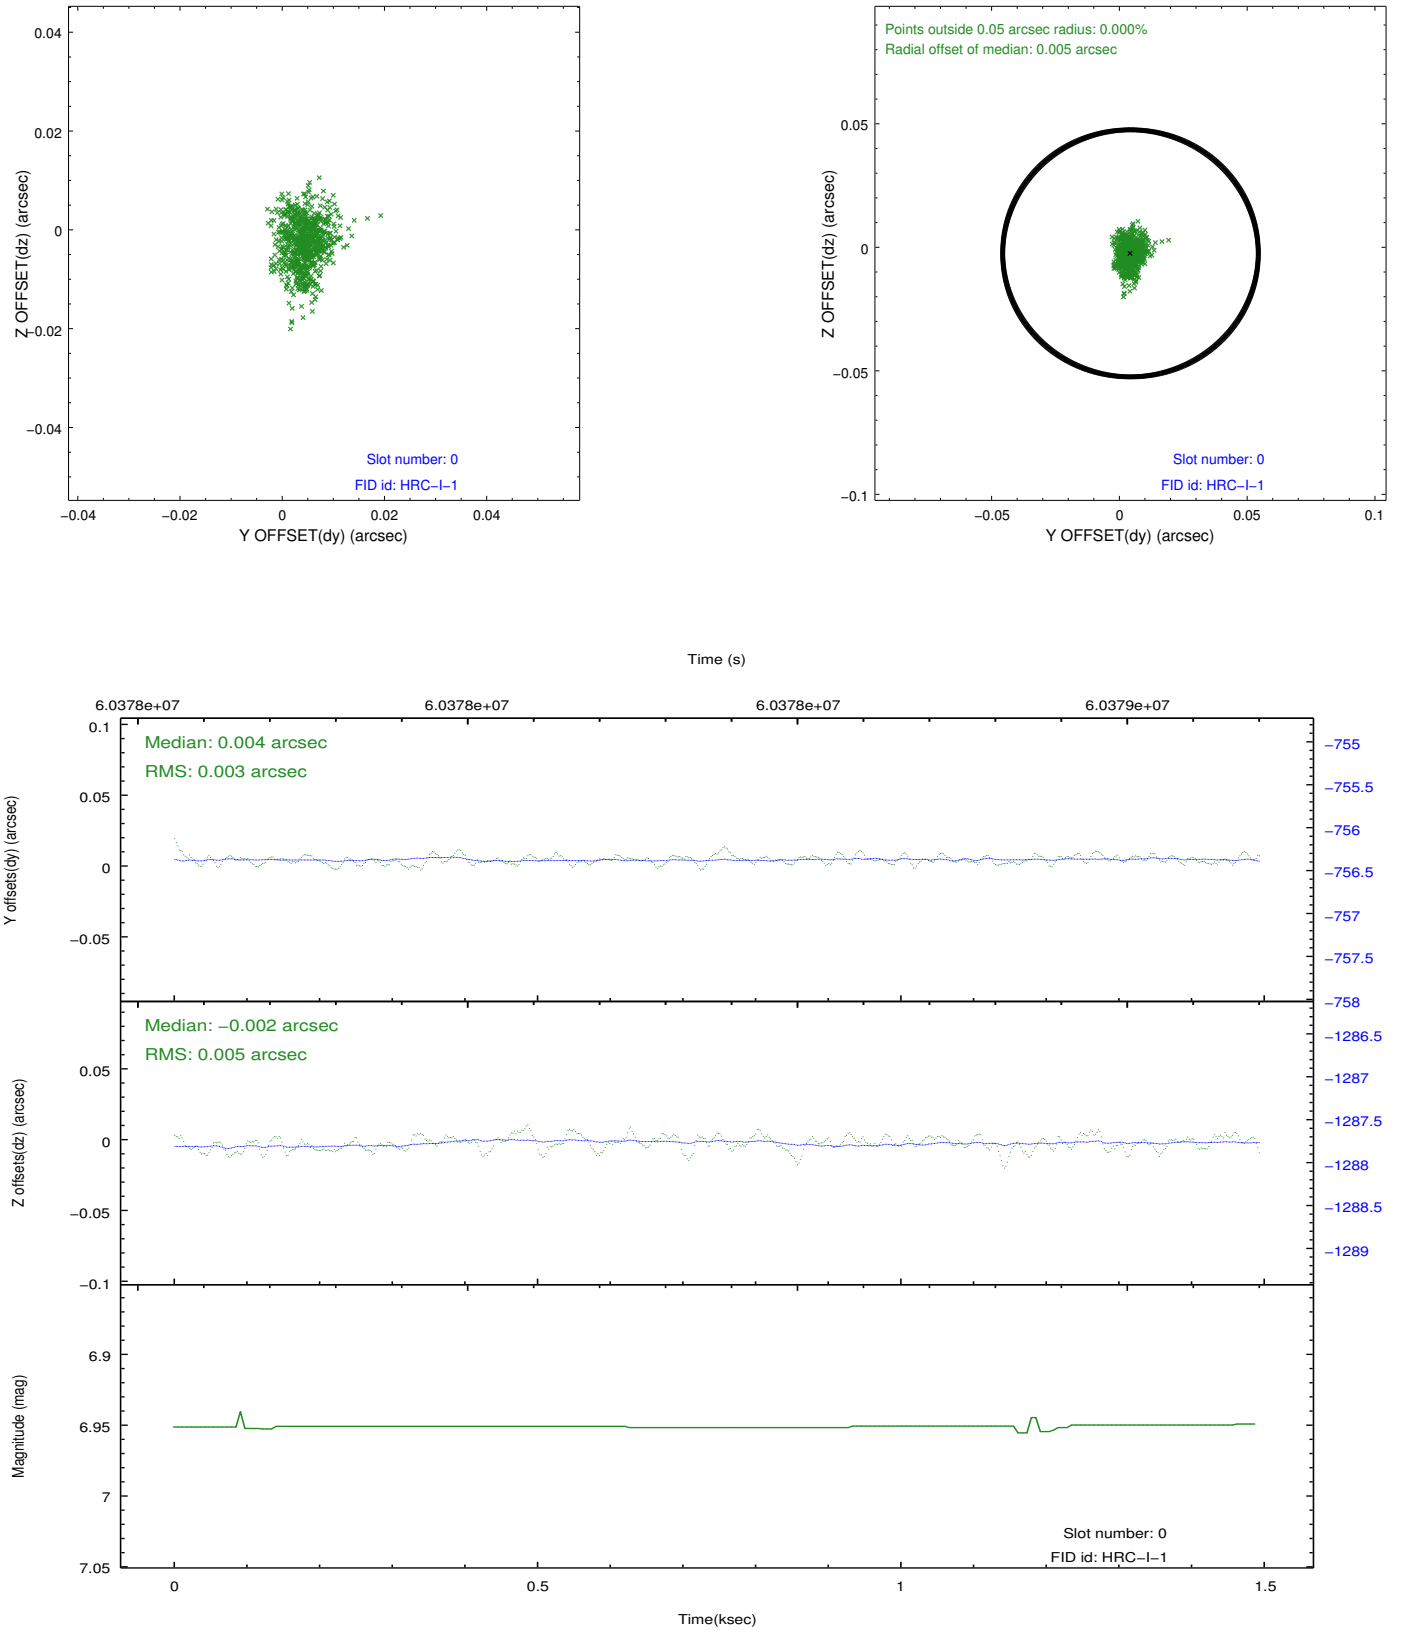 0.04
0.02
0
−0.02
−0.04
Z OFFSET(dz) (arcsec)
Slot number: 0
FID id: HRC−I−1
−0.04 −0.02 0 0.02 0.04
Y OFFSET(dy) (arcsec)
Points outside 0.05 arcsec radius: 0.000%
Radial offset of median: 0.005 arcsec
0.05
0
−0.05
−0.1
Z OFFSET(dz) (arcsec)
Slot number: 0
FID id: HRC−I−1
−0.05 0 0.05 0.1
Y OFFSET(dy) (arcsec)
Time (s)
6.0378e+07 6.0378e+07 6.0378e+07 6.0379e+07
Median: 0.004 arcsec
RMS: 0.003 arcsec
0.1
0.05
0
−0.05
Y offsets(dy) (arcsec)
−755
−755.5
−756
−756.5
−757
−757.5
−758
Median: −0.002 arcsec
RMS: 0.005 arcsec
0.05
0
−0.05
−0.1
Z offsets(dz) (arcsec)
−1286.5
−1287
−1287.5
−1288
−1288.5
−1289
6.9
6.95
7
7.05
Magnitude (mag)
Slot number: 0
FID id: HRC−I−1
0 0.5 1 1.5
Time(ksec)